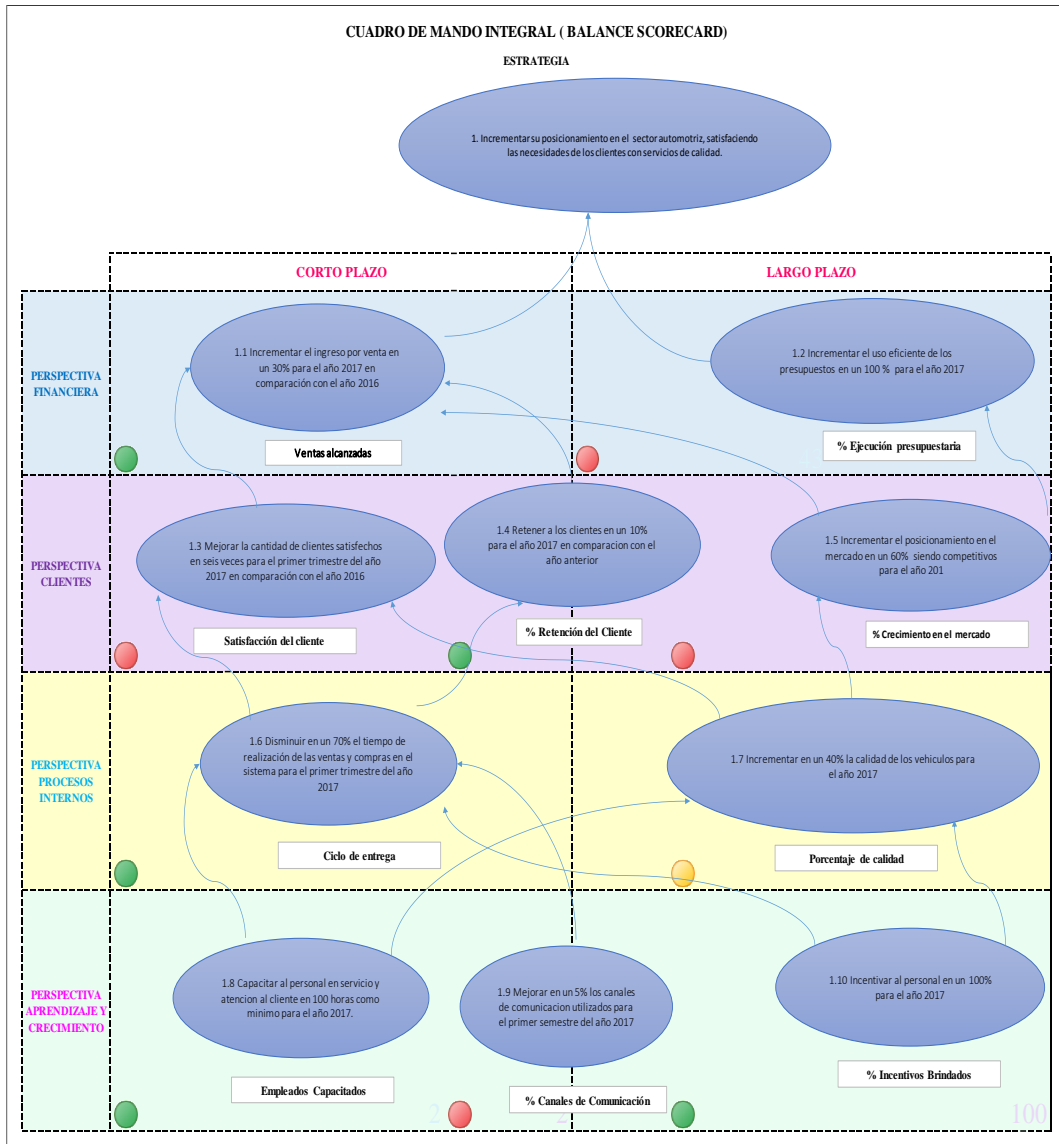 CUADRO DE MANDO INTEGRAL ( BALANCE SCORECARD)
ESTRATEGIA
1. Incrementar su posicionamiento en el sector automotriz, satisfaciendo
las necesidades de los clientes con servicios de calidad.
CORTO PLAZO
LARGO PLAZO
PERSPECTIVA
FINANCIERA
1.1 Incrementar el ingreso por venta en
un 30% para el año 2017 en
comparación con el año 2016
Ventas alcanzadas
1.2 Incrementar el uso eficiente de los
presupuestos en un 100 % para el año 2017
% Ejecución presupuestaria
PERSPECTIVA
CLIENTES
1.3 Mejorar la cantidad de clientes satisfechos
en seis veces para el primer trimestre del año
2017 en comparación con el año 2016
Satisfacción del cliente
1.4 Retener a los clientes en un 10%
para el año 2017 en comparacion con el
año anterior
% Retención del Cliente
1.5 Incrementar el posicionamiento en el
mercado en un 60% siendo competitivos
para el año 201
% Crecimiento en el mercado
PERSPECTIVA
PROCESOS
INTERNOS
1.6 Disminuir en un 70% el tiempo de
realización de las ventas y compras en el
sistema para el primer trimestre del año
2017
Ciclo de entrega
1.7 Incrementar en un 40% la calidad de los vehiculos para
el año 2017
Porcentaje de calidad
PERSPECTIVA
APRENDIZAJE Y
CRECIMIENTO
1.8 Capacitar al personal en servicio y
atencion al cliente en 100 horas como
minimo para el año 2017.
Empleados Capacitados
1.9 Mejorar en un 5% los canales
de comunicacion utilizados para
el primer semestre del año 2017
% Canales de Comunicación
1.10 Incentivar al personal en un 100%
para el año 2017
% Incentivos Brindados
2
2
100